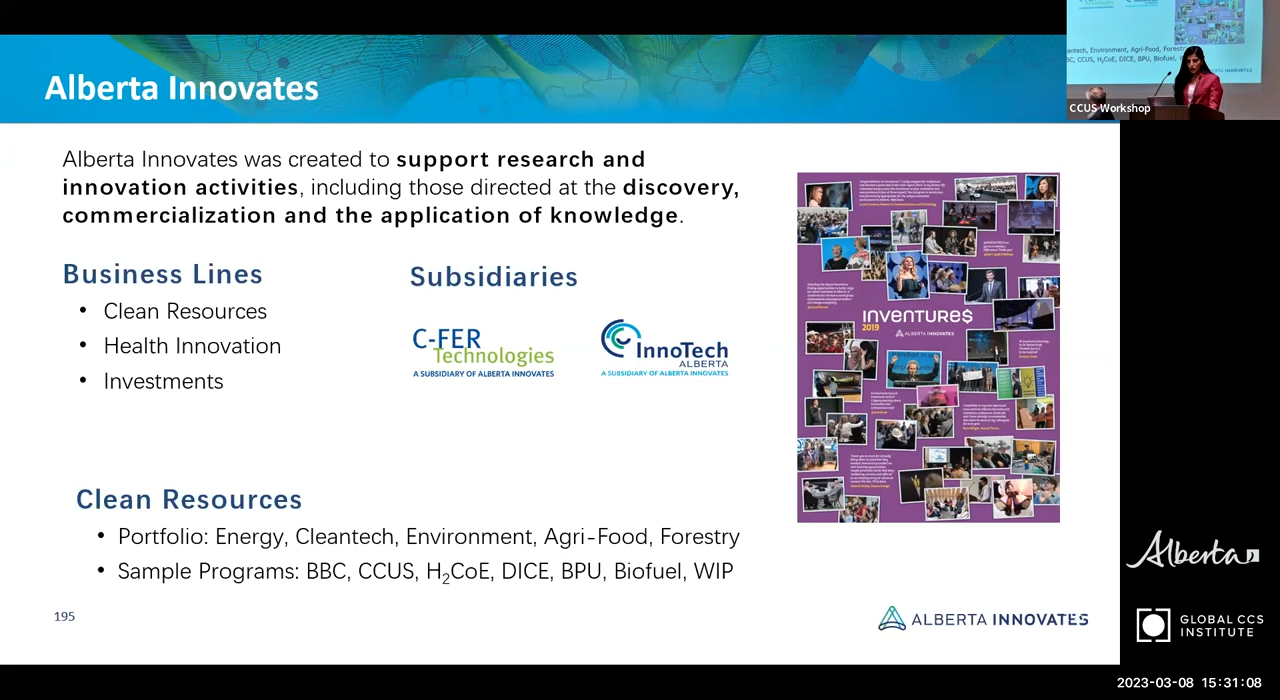 Alberta Innovates
Alberta Innovates was created to support research and
innovation activities, including those directed at the discovery,
commercialization and the application of knowledge.
Business Lines
• Clean Resources
• Health Innovation
• Investments
Subsidiaries
C-FER
Technologies
A SUBSIDIARY OF ALBERTA INNOVATES
InnoTech
ALBERTA
A SUBSIDIARY OF ALBERTA INNOVATES
INVENTURE$
2019
ALBERTA INNOVATES
Clean Resources
• Portfolio: Energy, Cleantech, Environment, Agri-Food, Forestry
• Sample Programs: BBC, CCUS, H₂CoE, DICE, BPU, Biofuel, WIP
195
ALBERTA INNOVATES
CCUS Workshop
Alberta
GLOBAL CCS
INSTITUTE
2023-03-08 15:31:08